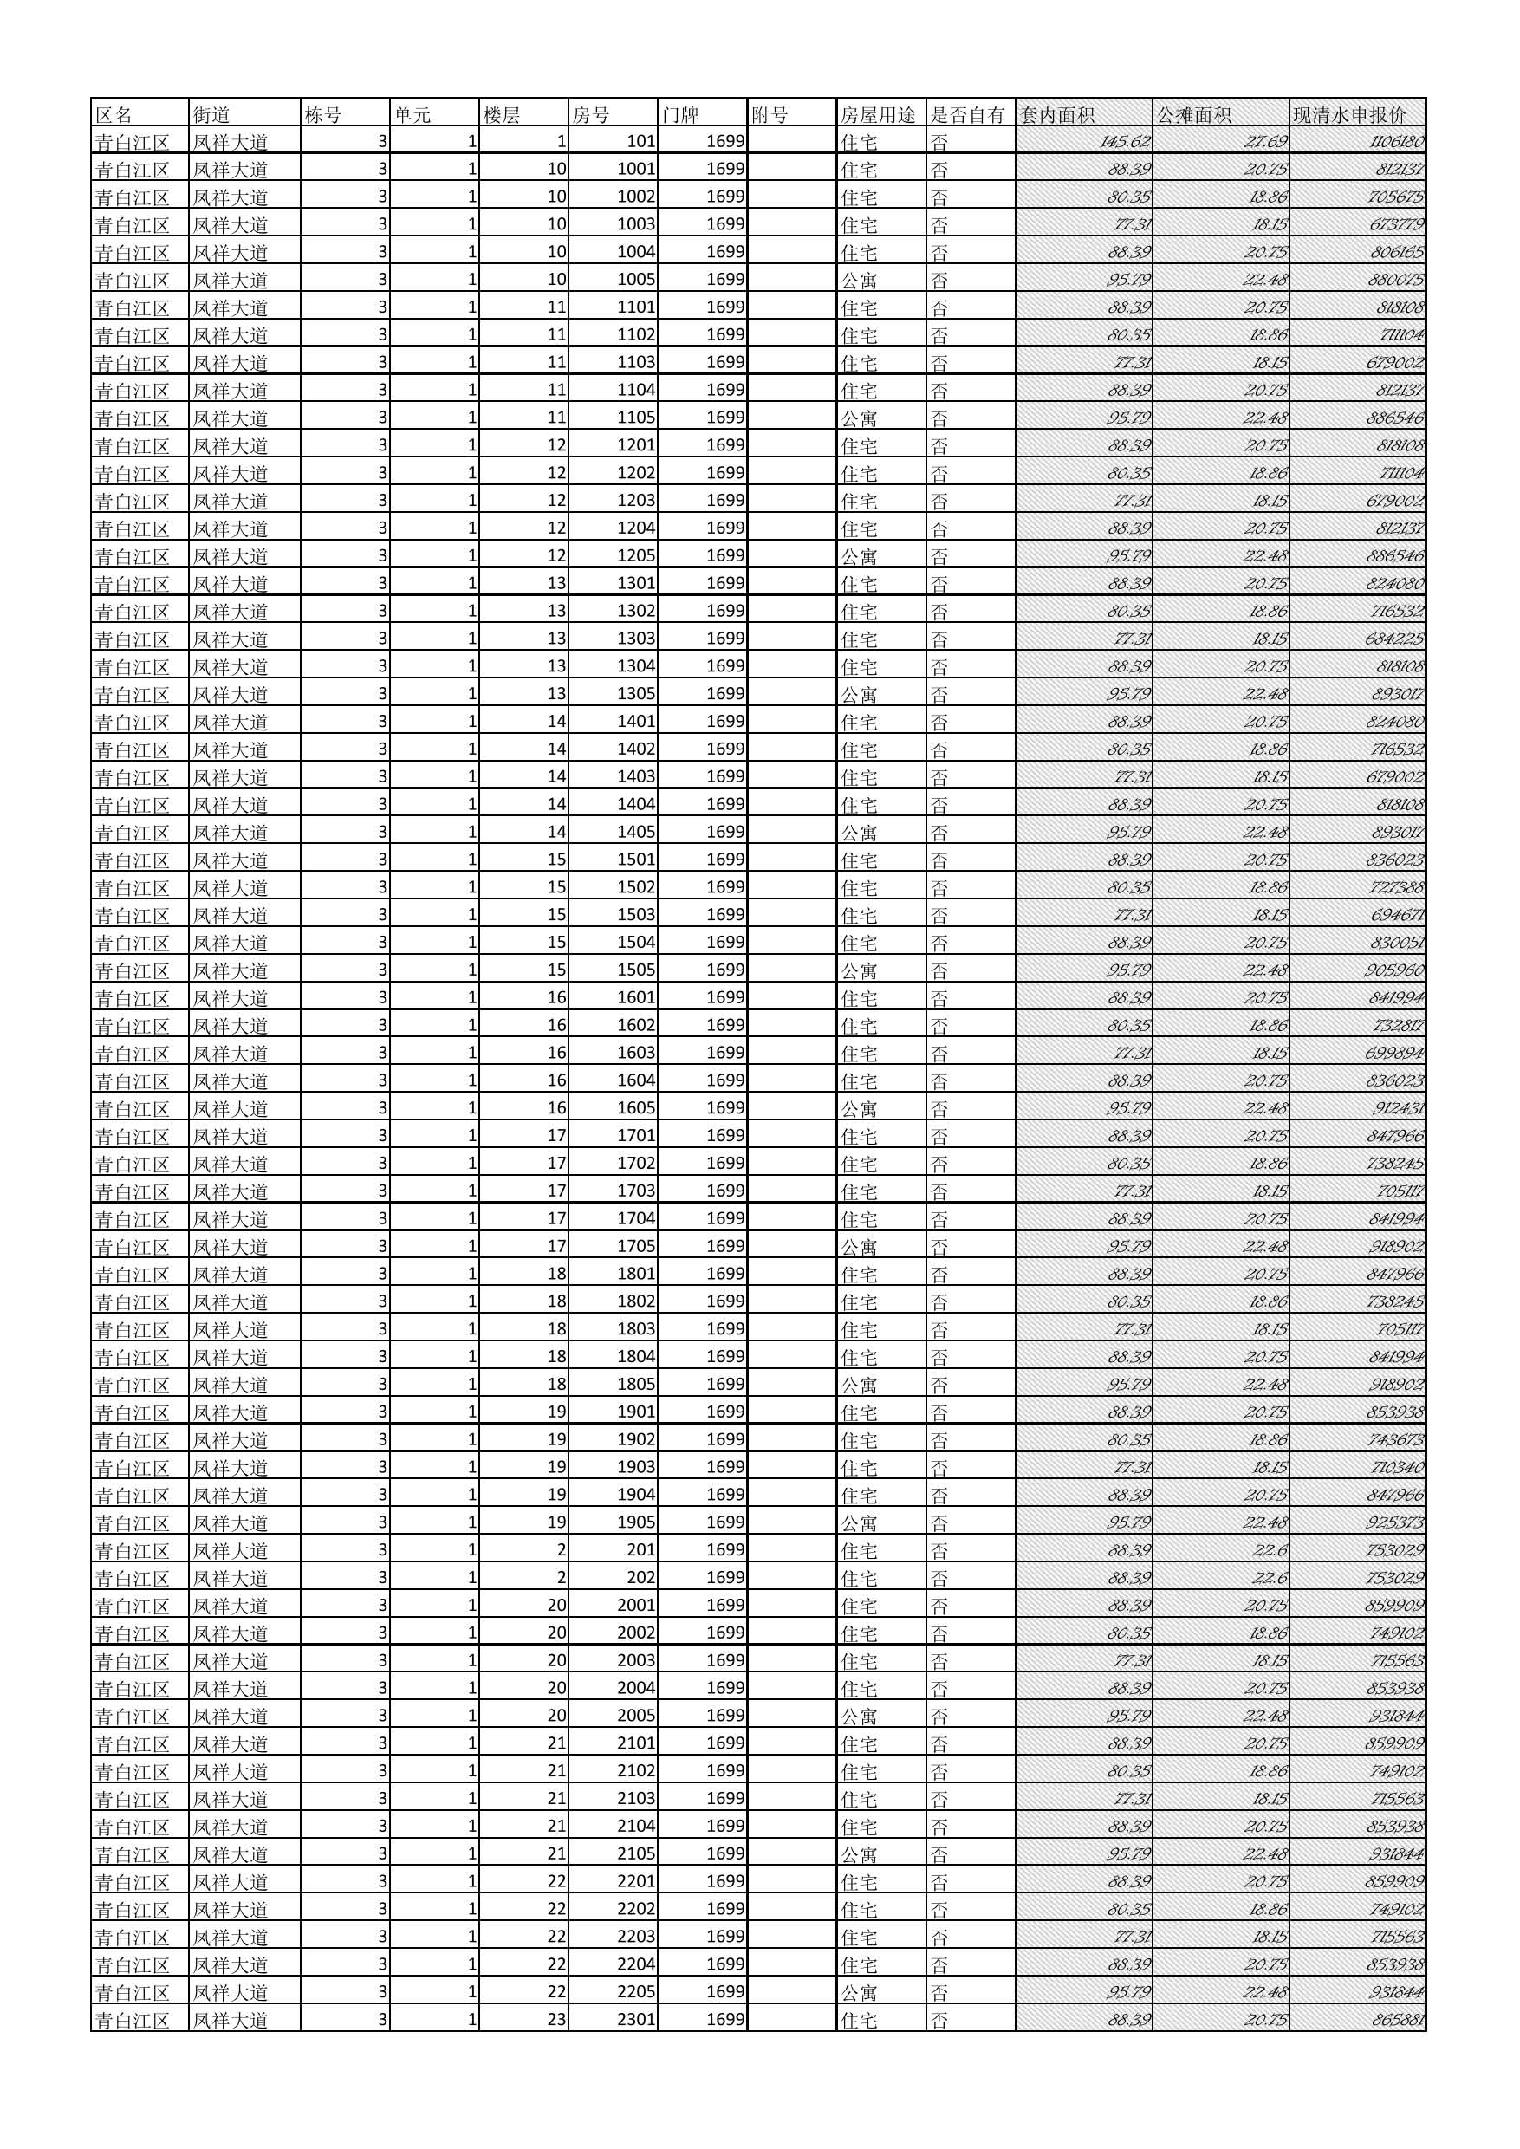 区名 街道 栋号 单元 楼层 房号 门牌 附号 房屋用途 是否自有 套内面积 公摊面积 现清水申报价
青白江区 凤祥大道 3 1 1 101 1699 住宅 否 145.62 27.69 1106180
青白江区 凤祥大道 3 1 10 1001 1699 住宅 否 88.39 20.75 812137
青白江区 凤祥大道 3 1 10 1002 1699 住宅 否 80.35 18.86 705675
青白江区 凤祥大道 3 1 10 1003 1699 住宅 否 77.31 18.15 673779
青白江区 凤祥大道 3 1 10 1004 1699 住宅 否 88.39 20.75 806165
青白江区 凤祥大道 3 1 10 1005 1699 公寓 否 95.79 22.48 880075
青白江区 凤祥大道 3 1 11 1101 1699 住宅 否 88.39 20.75 818108
青白江区 凤祥大道 3 1 11 1102 1699 住宅 否 80.35 18.86 711104
青白江区 凤祥大道 3 1 11 1103 1699 住宅 否 77.31 18.15 679002
青白江区 凤祥大道 3 1 11 1104 1699 住宅 否 88.39 20.75 812137
青白江区 凤祥大道 3 1 11 1105 1699 公寓 否 95.79 22.48 886546
青白江区 凤祥大道 3 1 12 1201 1699 住宅 否 88.39 20.75 818108
青白江区 凤祥大道 3 1 12 1202 1699 住宅 否 80.35 18.86 711104
青白江区 凤祥大道 3 1 12 1203 1699 住宅 否 77.31 18.15 679002
青白江区 凤祥大道 3 1 12 1204 1699 住宅 否 88.39 20.75 812137
青白江区 凤祥大道 3 1 12 1205 1699 公寓 否 95.79 22.48 886546
青白江区 凤祥大道 3 1 13 1301 1699 住宅 否 88.39 20.75 824080
青白江区 凤祥大道 3 1 13 1302 1699 住宅 否 80.35 18.86 716532
青白江区 凤祥大道 3 1 13 1303 1699 住宅 否 77.31 18.15 684225
青白江区 凤祥大道 3 1 13 1304 1699 住宅 否 88.39 20.75 818108
青白江区 凤祥大道 3 1 13 1305 1699 公寓 否 95.79 22.48 893017
青白江区 凤祥大道 3 1 14 1401 1699 住宅 否 88.39 20.75 824080
青白江区 凤祥大道 3 1 14 1402 1699 住宅 否 80.35 18.86 716532
青白江区 凤祥大道 3 1 14 1403 1699 住宅 否 77.31 18.15 679002
青白江区 凤祥大道 3 1 14 1404 1699 住宅 否 88.39 20.75 818108
青白江区 凤祥大道 3 1 14 1405 1699 公寓 否 95.79 22.48 893017
青白江区 凤祥大道 3 1 15 1501 1699 住宅 否 88.39 20.75 836023
青白江区 凤祥大道 3 1 15 1502 1699 住宅 否 80.35 18.86 727388
青白江区 凤祥大道 3 1 15 1503 1699 住宅 否 77.31 18.15 694671
青白江区 凤祥大道 3 1 15 1504 1699 住宅 否 88.39 20.75 830051
青白江区 凤祥大道 3 1 15 1505 1699 公寓 否 95.79 22.48 905960
青白江区 凤祥大道 3 1 16 1601 1699 住宅 否 88.39 20.75 841994
青白江区 凤祥大道 3 1 16 1602 1699 住宅 否 80.35 18.86 732817
青白江区 凤祥大道 3 1 16 1603 1699 住宅 否 77.31 18.15 699894
青白江区 凤祥大道 3 1 16 1604 1699 住宅 否 88.39 20.75 836023
青白江区 凤祥大道 3 1 16 1605 1699 公寓 否 95.79 22.48 912431
青白江区 凤祥大道 3 1 17 1701 1699 住宅 否 88.39 20.75 847966
青白江区 凤祥大道 3 1 17 1702 1699 住宅 否 80.35 18.86 738245
青白江区 凤祥大道 3 1 17 1703 1699 住宅 否 77.31 18.15 705117
青白江区 凤祥大道 3 1 17 1704 1699 住宅 否 88.39 20.75 841994
青白江区 凤祥大道 3 1 17 1705 1699 公寓 否 95.79 22.48 918902
青白江区 凤祥大道 3 1 18 1801 1699 住宅 否 88.39 20.75 847966
青白江区 凤祥大道 3 1 18 1802 1699 住宅 否 80.35 18.86 738245
青白江区 凤祥大道 3 1 18 1803 1699 住宅 否 77.31 18.15 705117
青白江区 凤祥大道 3 1 18 1804 1699 住宅 否 88.39 20.75 841994
青白江区 凤祥大道 3 1 18 1805 1699 公寓 否 95.79 22.48 918902
青白江区 凤祥大道 3 1 19 1901 1699 住宅 否 88.39 20.75 853938
青白江区 凤祥大道 3 1 19 1902 1699 住宅 否 80.35 18.86 743673
青白江区 凤祥大道 3 1 19 1903 1699 住宅 否 77.31 18.15 710340
青白江区 凤祥大道 3 1 19 1904 1699 住宅 否 88.39 20.75 847966
青白江区 凤祥大道 3 1 19 1905 1699 公寓 否 95.79 22.48 925373
青白江区 凤祥大道 3 1 2 201 1699 住宅 否 88.39 22.6 753029
青白江区 凤祥大道 3 1 2 202 1699 住宅 否 88.39 22.6 753029
青白江区 凤祥大道 3 1 20 2001 1699 住宅 否 88.39 20.75 859909
青白江区 凤祥大道 3 1 20 2002 1699 住宅 否 80.35 18.86 749102
青白江区 凤祥大道 3 1 20 2003 1699 住宅 否 77.31 18.15 715563
青白江区 凤祥大道 3 1 20 2004 1699 住宅 否 88.39 20.75 853938
青白江区 凤祥大道 3 1 20 2005 1699 公寓 否 95.79 22.48 931844
青白江区 凤祥大道 3 1 21 2101 1699 住宅 否 88.39 20.75 859909
青白江区 凤祥大道 3 1 21 2102 1699 住宅 否 80.35 18.86 749102
青白江区 凤祥大道 3 1 21 2103 1699 住宅 否 77.31 18.15 715563
青白江区 凤祥大道 3 1 21 2104 1699 住宅 否 88.39 20.75 853938
青白江区 凤祥大道 3 1 21 2105 1699 公寓 否 95.79 22.48 931844
青白江区 凤祥大道 3 1 22 2201 1699 住宅 否 88.39 20.75 859909
青白江区 凤祥大道 3 1 22 2202 1699 住宅 否 80.35 18.86 749102
青白江区 凤祥大道 3 1 22 2203 1699 住宅 否 77.31 18.15 715563
青白江区 凤祥大道 3 1 22 2204 1699 住宅 否 88.39 20.75 853938
青白江区 凤祥大道 3 1 22 2205 1699 公寓 否 95.79 22.48 931844
青白江区 凤祥大道 3 1 23 2301 1699 住宅 否 88.39 20.75 865881